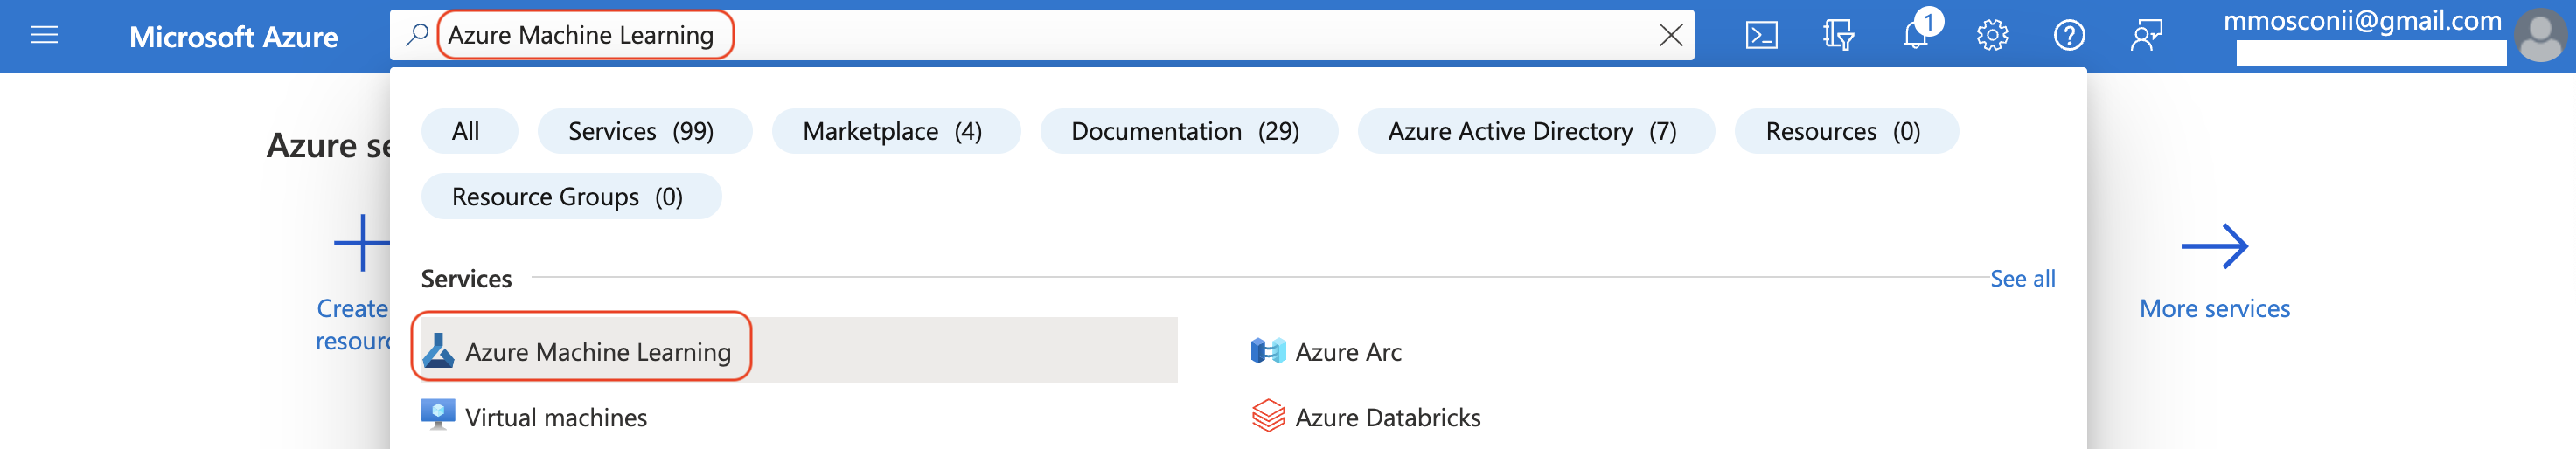 Microsoft Azure
Azure Machine Learning
1
mmosconii@gmail.com
All
Services (99)
Marketplace (4)
Documentation (29)
Azure Active Directory (7)
Resources (0)
Resource Groups (0)
Azure se
Services
See all
Create
resourc
More services
Azure Machine Learning
Azure Arc
Virtual machines
Azure Databricks